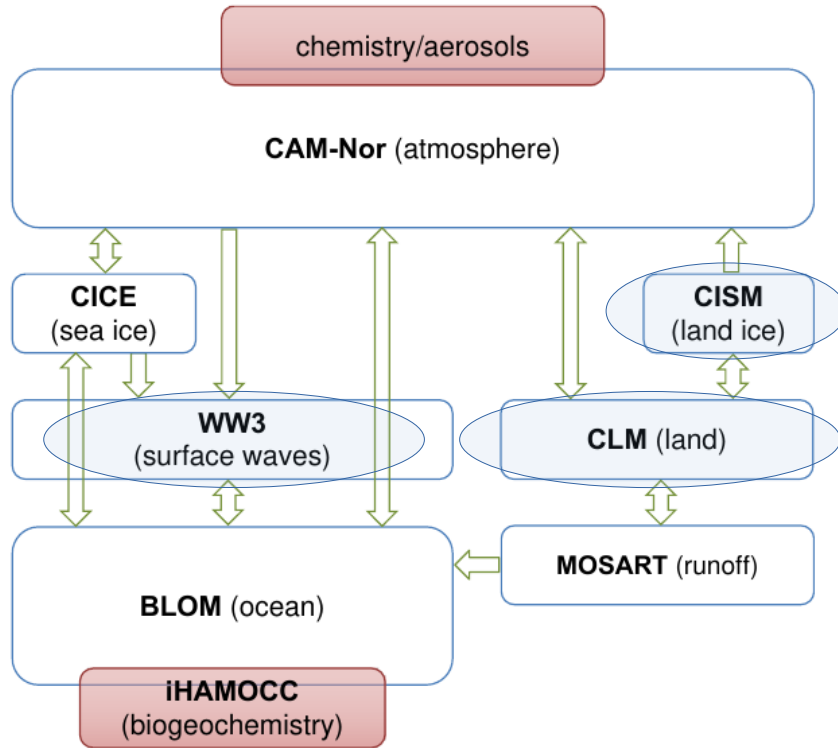 chemistry/aerosols
CAM-Nor (atmosphere)
CICE
(sea ice)
CISM
(land ice)
WW3
(surface waves)
CLM (land)
MOSART (runoff)
BLOM (ocean)
iHAMOCC
(biogeochemistry)